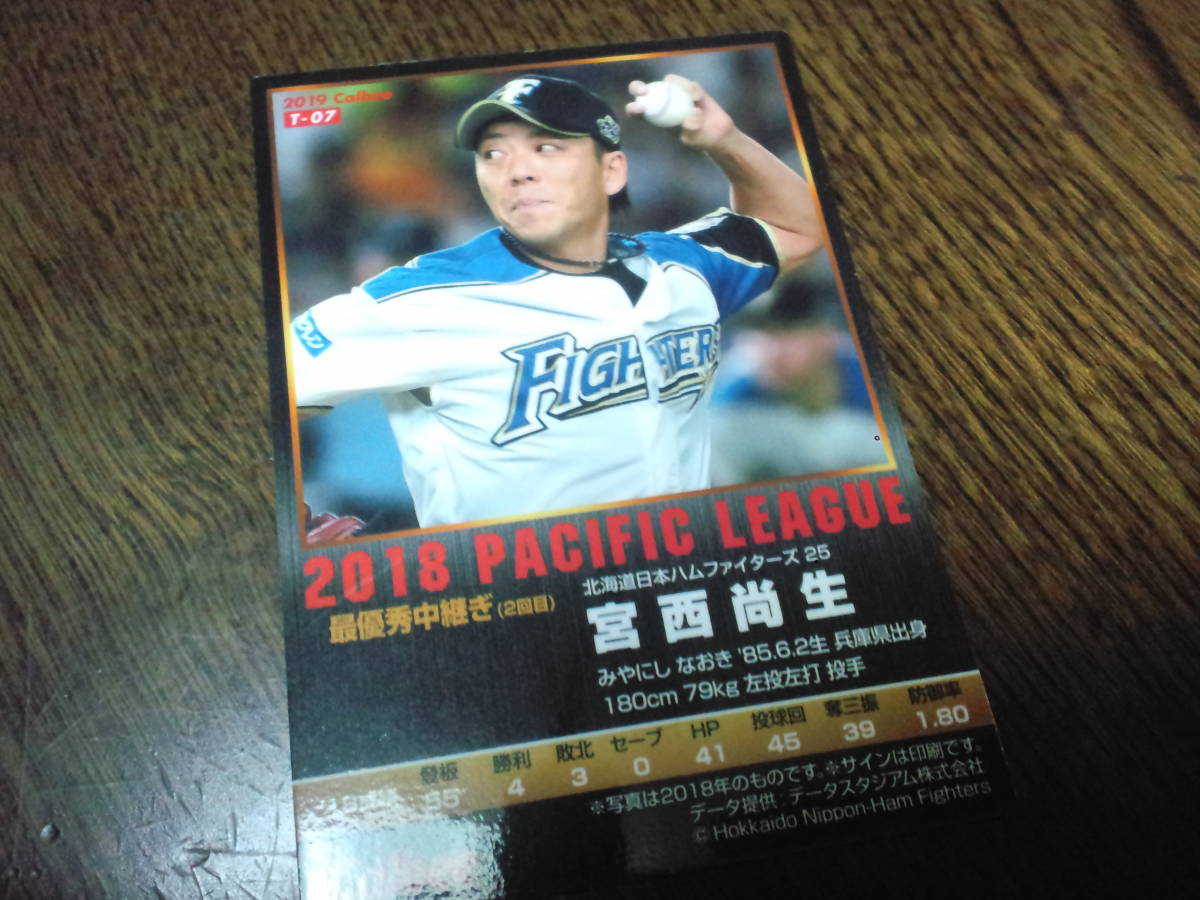 2019 Calbee
T-07
F
FIGHTERS
2018 PACIFIC LEAGUE
最優秀中継ぎ(2回目)
北海道日本ハムファイターズ 25
宮西尚生
みやにし なおき '85.6.2生 兵庫県出身
180cm 79kg 左投左打 投手
登板 勝利 敗北 セーブ HP 投球回 奪三振 防御率
55 4 3 0 41 45 39 1.80
※写真は2018年のものです。※サインは印刷です。
データ提供:データスタジアム株式会社
© Hokkaido Nippon-Ham Fighters